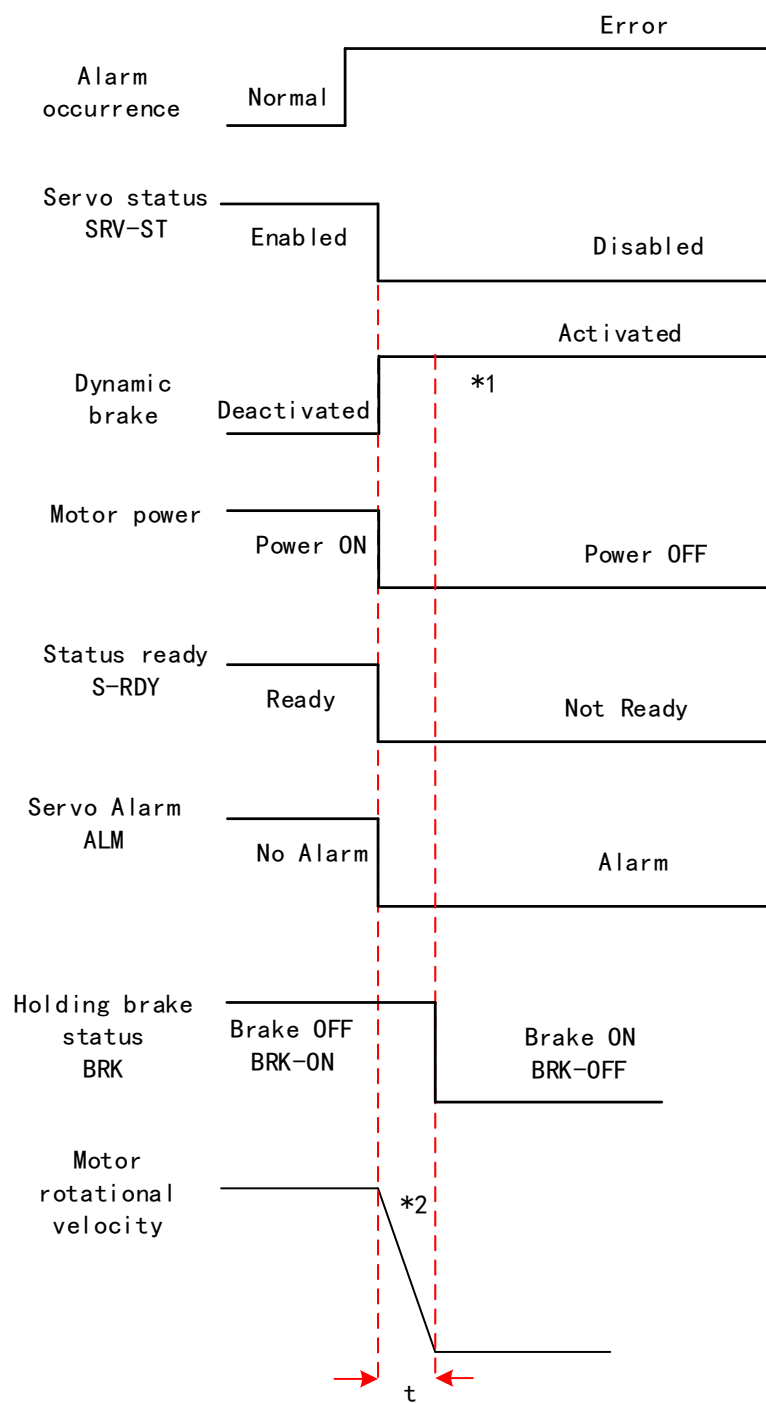 Error
Alarm
occurrence
Normal
Servo status
SRV-ST
Enabled
Disabled
Activated
Dynamic
brake
Deactivated
*1
Motor power
Power ON
Power OFF
Status ready
S-RDY
Ready
Not Ready
Servo Alarm
ALM
No Alarm
Alarm
Holding brake
status
BRK
Brake OFF
BRK-ON
Brake ON
BRK-OFF
Motor
rotational
velocity
*2
t